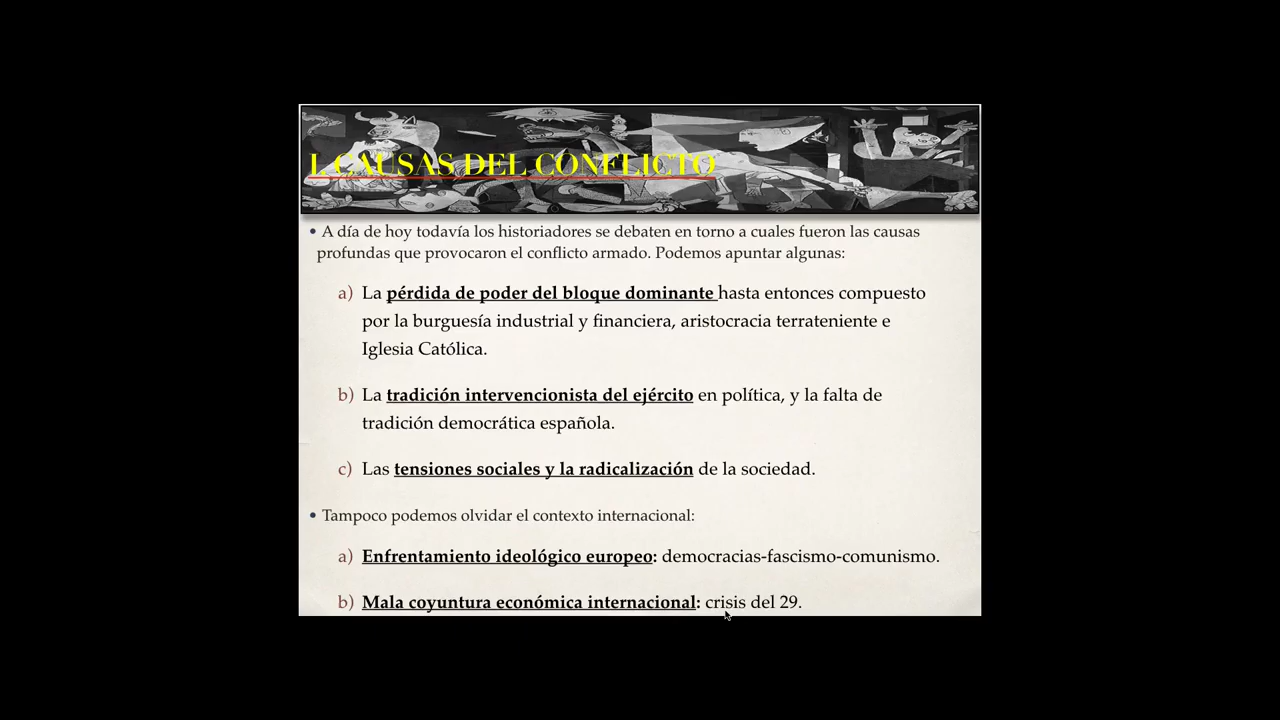 I. CAUSAS DEL CONFLICTO
• A día de hoy todavía los historiadores se debaten en torno a cuales fueron las causas
profundas que provocaron el conflicto armado. Podemos apuntar algunas:
a) La pérdida de poder del bloque dominante hasta entonces compuesto
por la burguesía industrial y financiera, aristocracia terrateniente e
Iglesia Católica.
b) La tradición intervencionista del ejército en política, y la falta de
tradición democrática española.
c) Las tensiones sociales y la radicalización de la sociedad.
• Tampoco podemos olvidar el contexto internacional:
a) Enfrentamiento ideológico europeo: democracias-fascismo-comunismo.
b) Mala coyuntura económica internacional: crisis del 29.